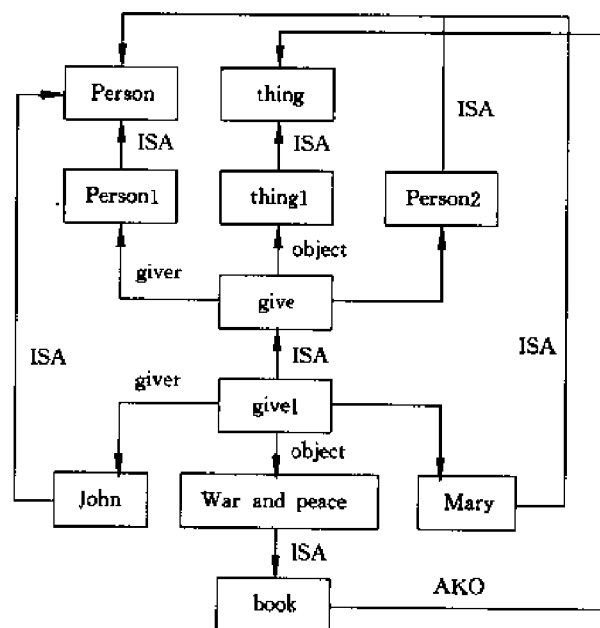 Person
thing
ISA
ISA
ISA
Person1
thing1
Person2
object
giver
give
ISA
ISA
ISA
giver
give1
object
John
War and peace
Mary
ISA
AKO
book